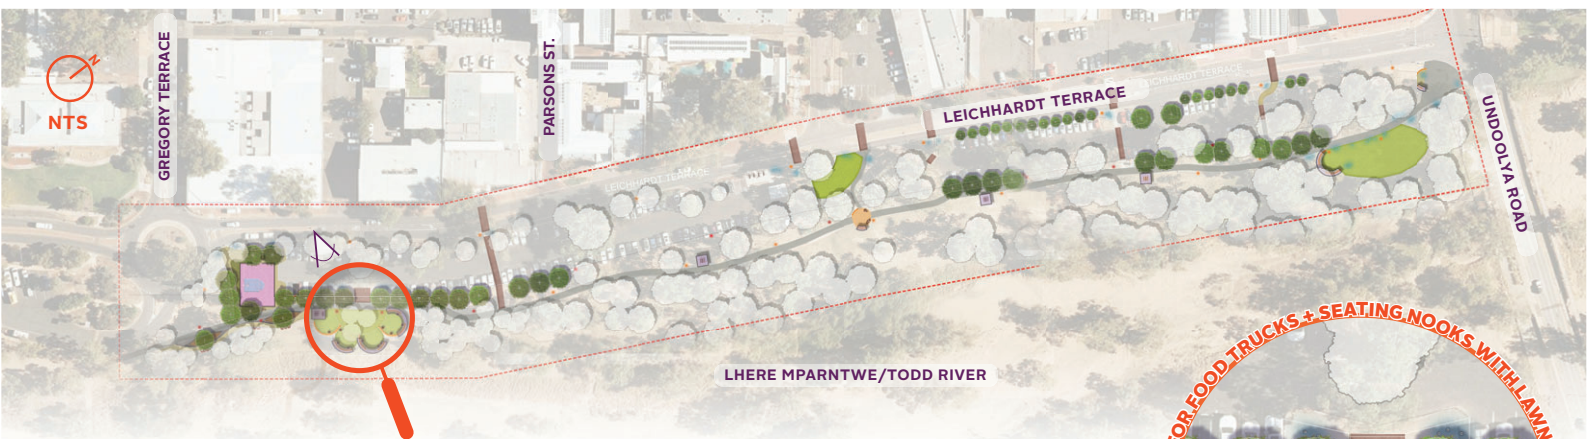 GREGORY TERRACE
PARSONS ST.
N
NTS
LEICHHARDT TERRACE
LEICHHARDT TERRACE
LEICHHARDT TERRACE
UNDOOLYA ROAD
LHERE MPARNTWE/TODD RIVER
FOOD TRUCKS + SEATING NOOKS WITH LAWN